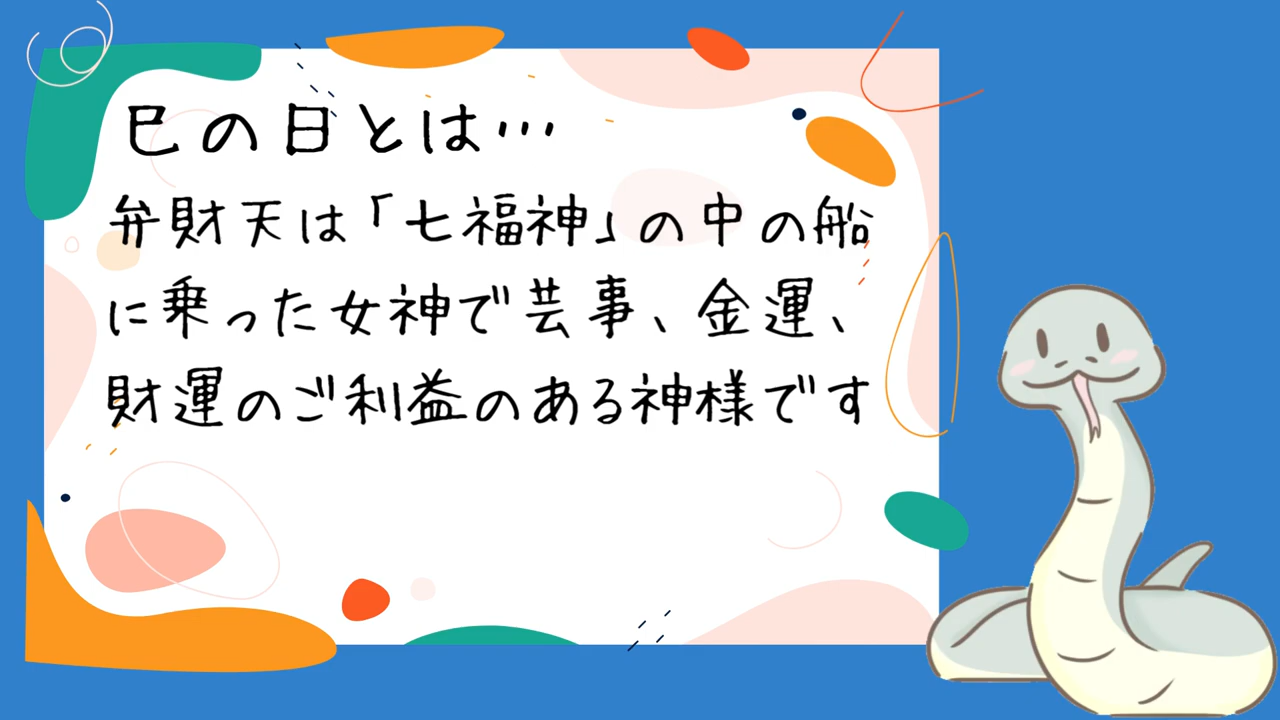 巳の日とは…
弁財天は「七福神」の中の船
に乗った女神で芸事、金運、
財運のご利益のある神様です